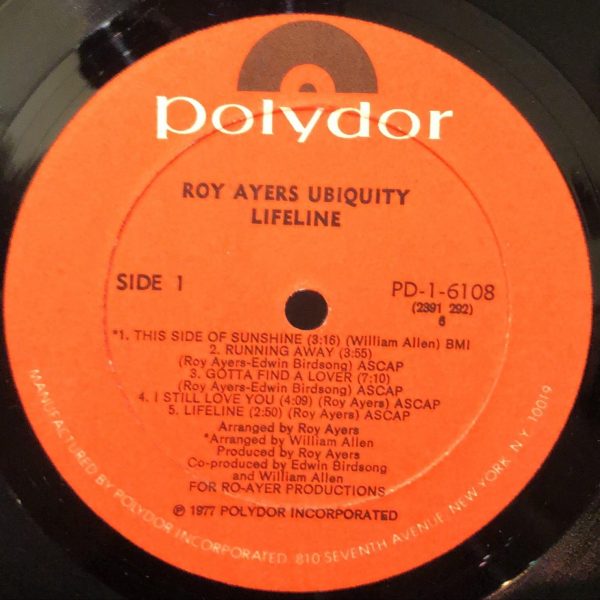 polydor
ROY AYERS UBIQUITY
LIFELINE
SIDE 1
PD-1-6108
(2391 292)
6
*1. THIS SIDE OF SUNSHINE (3:16) (William Allen) BMI
2. RUNNING AWAY (3:55)
(Roy Ayers-Edwin Birdsong) ASCAP
3. GOTTA FIND A LOVER (7:10)
(Roy Ayers-Edwin Birdsong) ASCAP
4. I STILL LOVE YOU (4:09) (Roy Ayers) ASCAP
5. LIFELINE (2:50) (Roy Ayers) ASCAP
Arranged by Roy Ayers
*Arranged by William Allen
Produced by Roy Ayers
Co-produced by Edwin Birdsong
and William Allen
FOR RO-AYER PRODUCTIONS
℗ 1977 POLYDOR INCORPORATED
MANUFACTURED BY POLYDOR INCORPORATED. 810 SEVENTH AVENUE, NEW YORK, N.Y. 10019